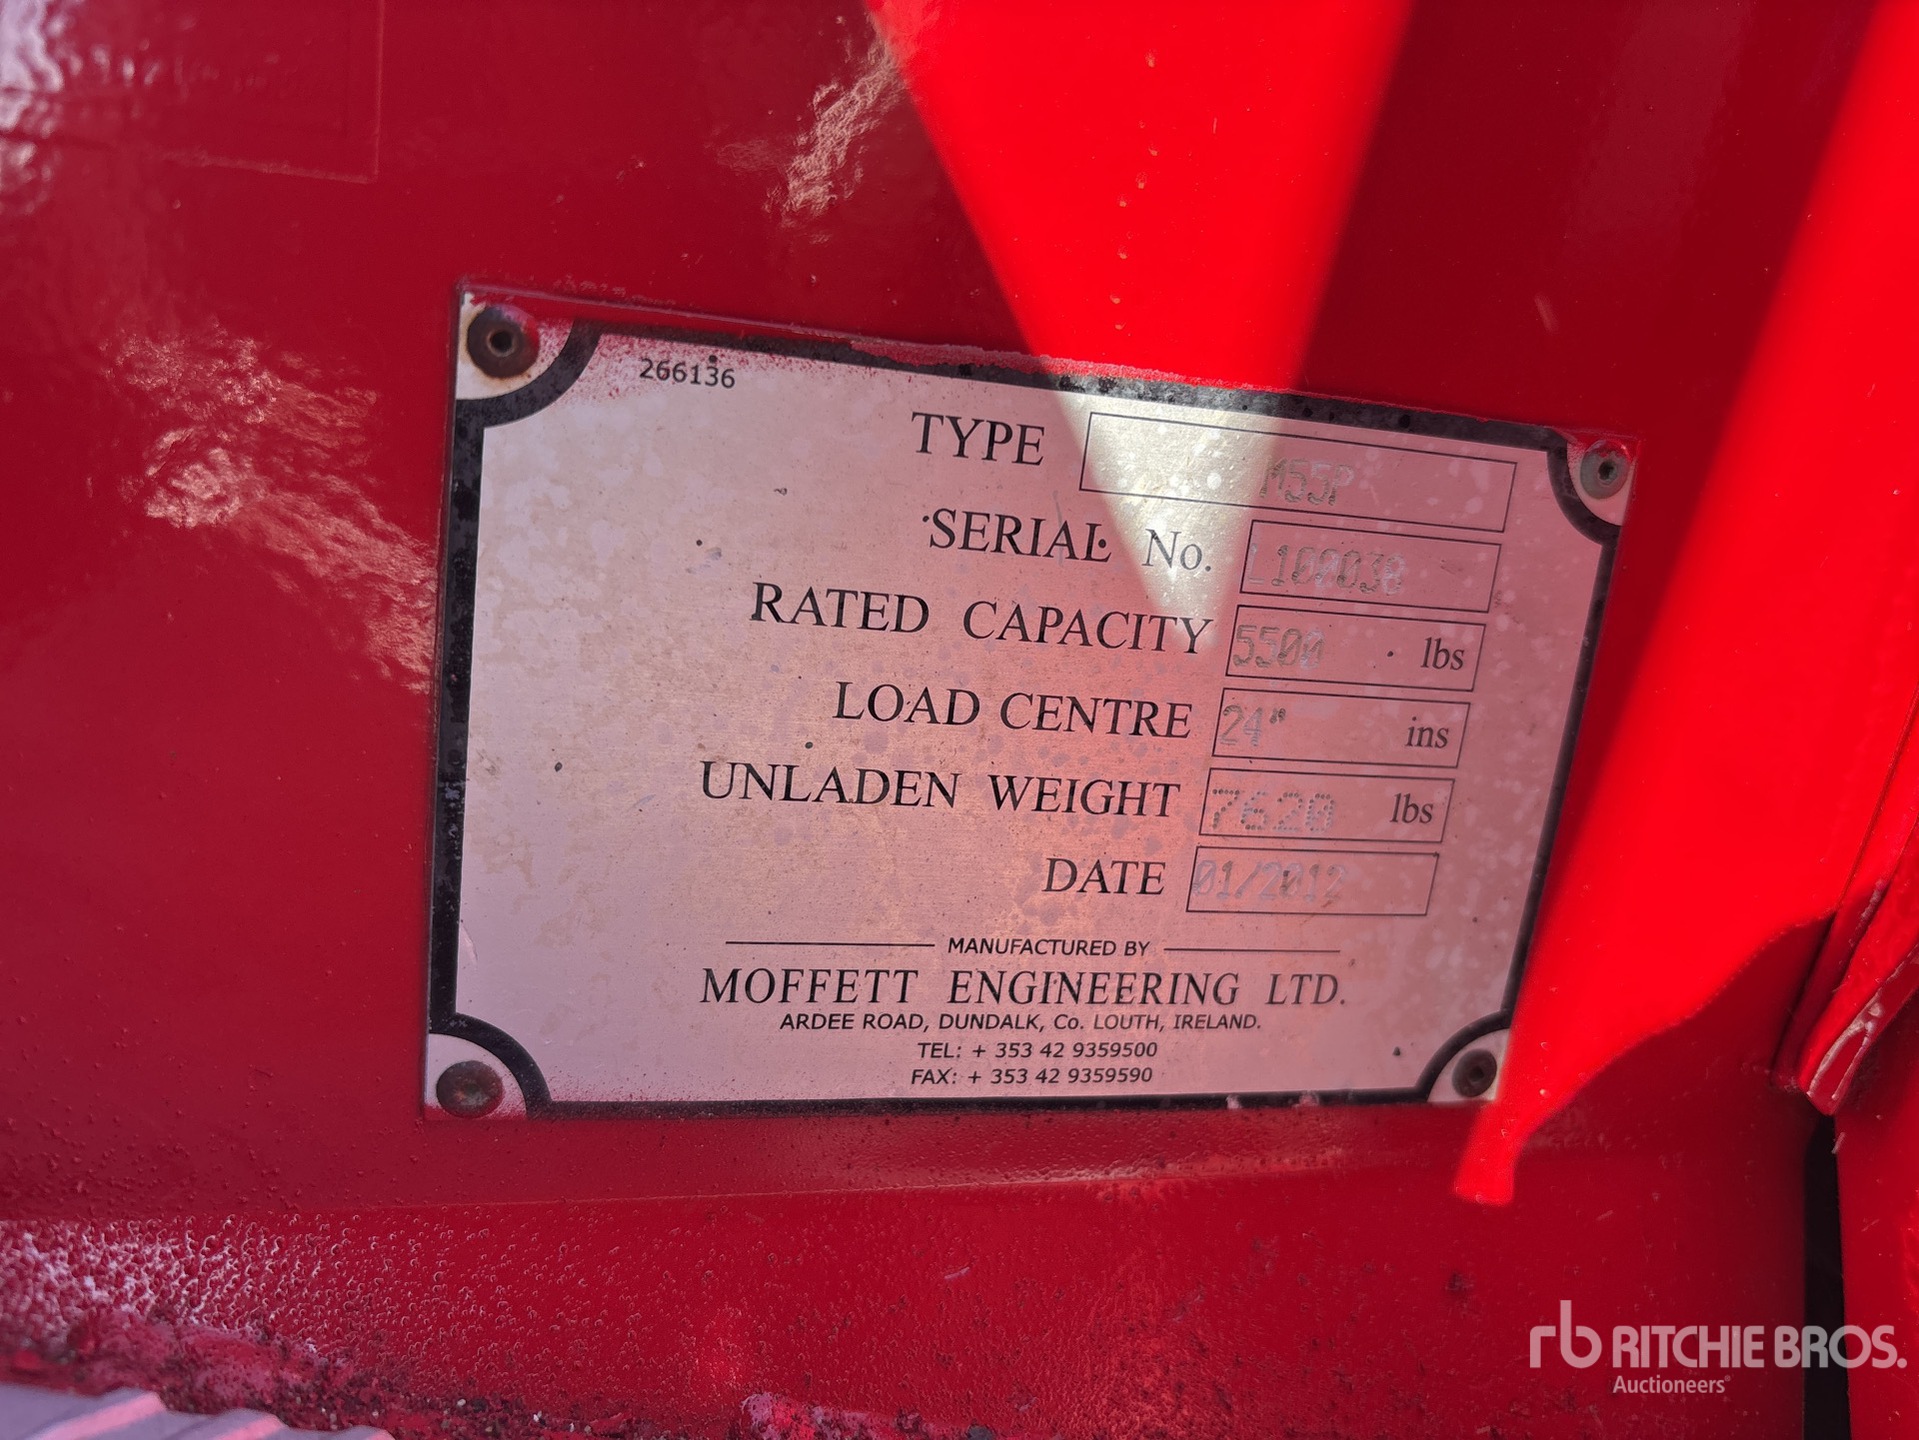 266136
TYPE M55P
SERIAL No.
RATED CAPACITY 5500 lbs
LOAD CENTRE 24" ins
UNLADEN WEIGHT 7620 lbs
DATE 01/2012
MANUFACTURED BY
MOFFETT ENGINEERING LTD.
ARDEE ROAD, DUNDALK, Co. LOUTH, IRELAND.
TEL: + 353 42 9359500
FAX: + 353 42 9359590
rb RITCHIE BROS.
Auctioneers